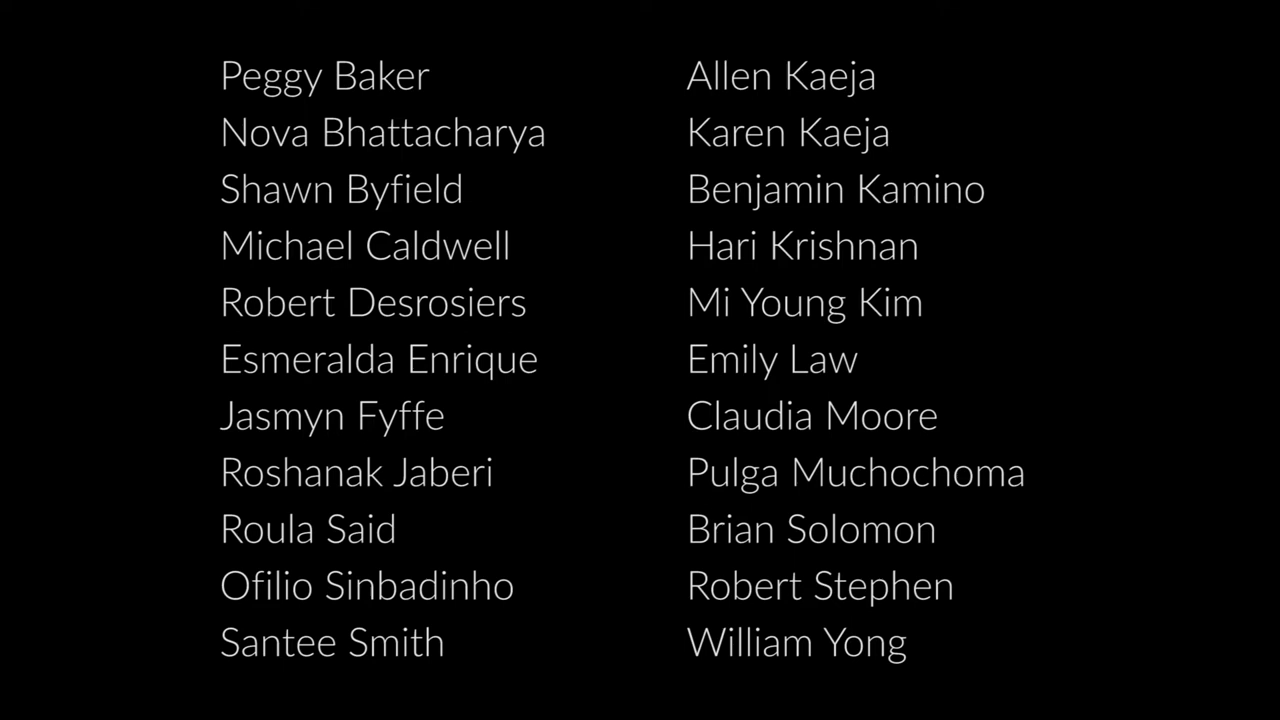 Peggy Baker
Nova Bhattacharya
Shawn Byfield
Michael Caldwell
Robert Desrosiers
Esmeralda Enrique
Jasmyn Fyffe
Roshanak Jaberi
Roula Said
Ofilio Sinbadinho
Santee Smith
Allen Kaeja
Karen Kaeja
Benjamin Kamino
Hari Krishnan
Mi Young Kim
Emily Law
Claudia Moore
Pulga Muchochoma
Brian Solomon
Robert Stephen
William Yong